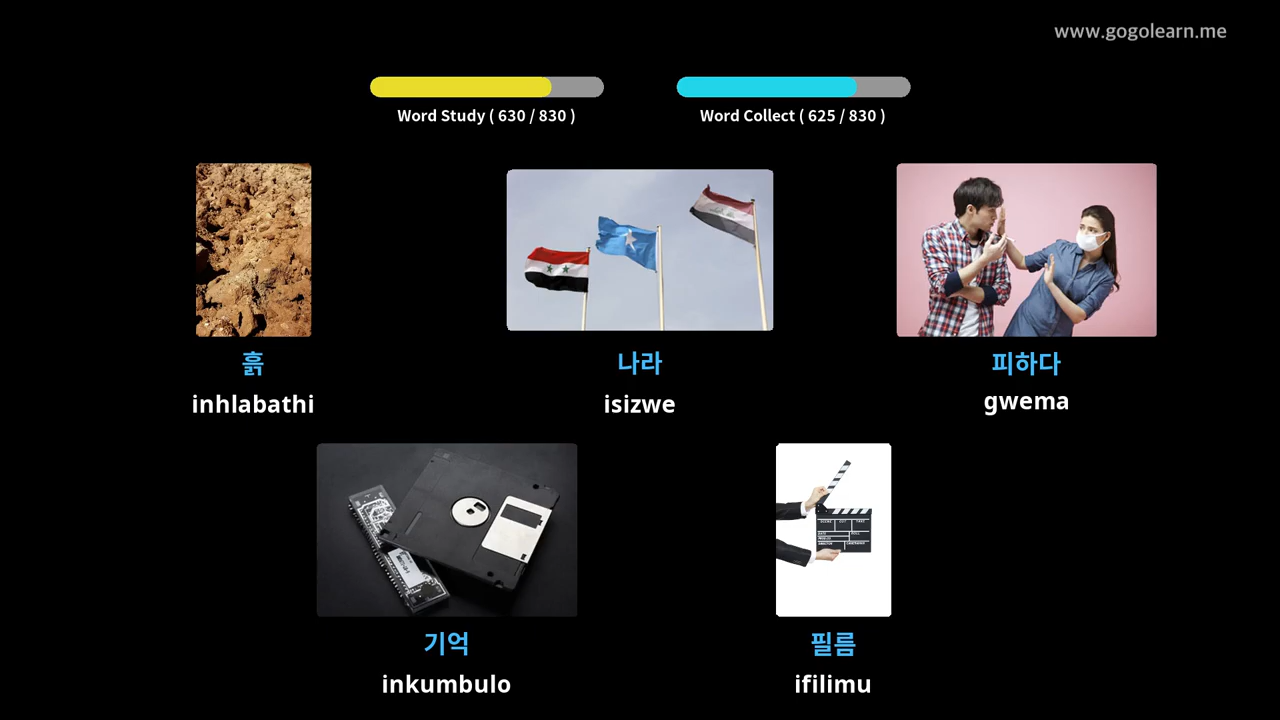 www.gogolearn.me
Word Study ( 630 / 830 )
Word Collect ( 625 / 830 )
흙
inhlabathi
나라
isizwe
피하다
gwema
기억
inkumbulo
필름
ifilimu